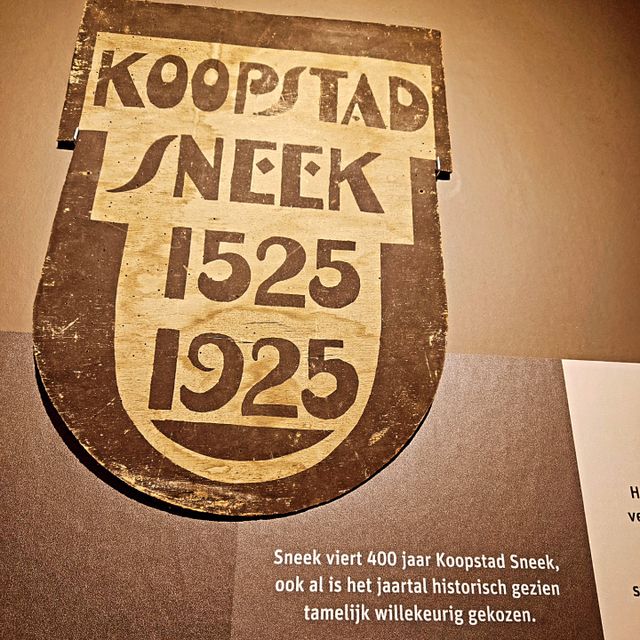 KOOPSTAD
SNEEK
1525
1925
Sneek viert 400 jaar Koopstad Sneek,
ook al is het jaartal historisch gezien
tamelijk willekeurig gekozen.